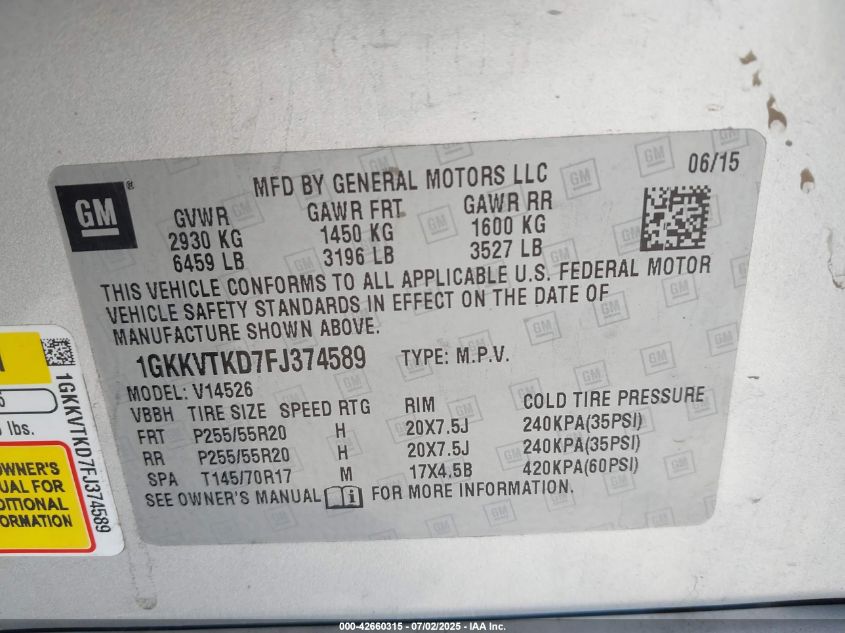 MFD BY GENERAL MOTORS LLC
06/15
GM®
GVWR GAWR FRT GAWR RR
2930 KG 1450 KG 1600 KG
6459 LB 3196 LB 3527 LB
THIS VEHICLE CONFORMS TO ALL APPLICABLE U.S. FEDERAL MOTOR
VEHICLE SAFETY STANDARDS IN EFFECT ON THE DATE OF
MANUFACTURE SHOWN ABOVE.
1GKKVTKD7FJ374589 TYPE: M.P.V.
MODEL: V14526
VBBH TIRE SIZE SPEED RTG RIM COLD TIRE PRESSURE
FRT P255/55R20 H 20X7.5J 240KPA(35PSI)
RR P255/55R20 H 20X7.5J 240KPA(35PSI)
SPA T145/70R17 M 17X4.5B 420KPA(60PSI)
SEE OWNER'S MANUAL FOR MORE INFORMATION.
1GKKVTKD7FJ374589
lbs.
OWNER'S
FOR
000-42660315 - 07/02/2025 - IAA Inc.